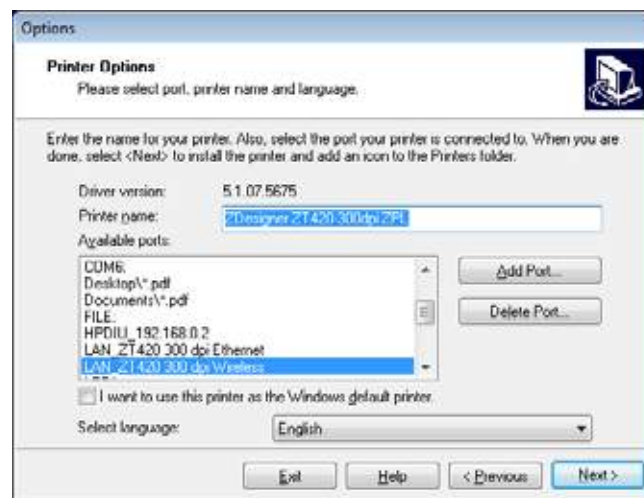 Options
Printer Options
Please select port, printer name and language.
Enter the name for your printer. Also, select the port your printer is connected to. When you are
done, select <Next> to install the printer and add an icon to the Printers folder.
Driver version: 5.1.07.5675
Printer name: ZDesigner ZT420-300dpi ZPL
Available ports:
COM6:
Desktop\*.pdf
Documents\*.pdf
FILE:
HPDIU_192.168.0.2
LAN_ZT420 300 dpi Ethernet
LAN_ZT420 300 dpi Wireless
Add Port...
Delete Port...
I want to use this printer as the Windows default printer.
Select language: English
Exit Help < Previous Next >